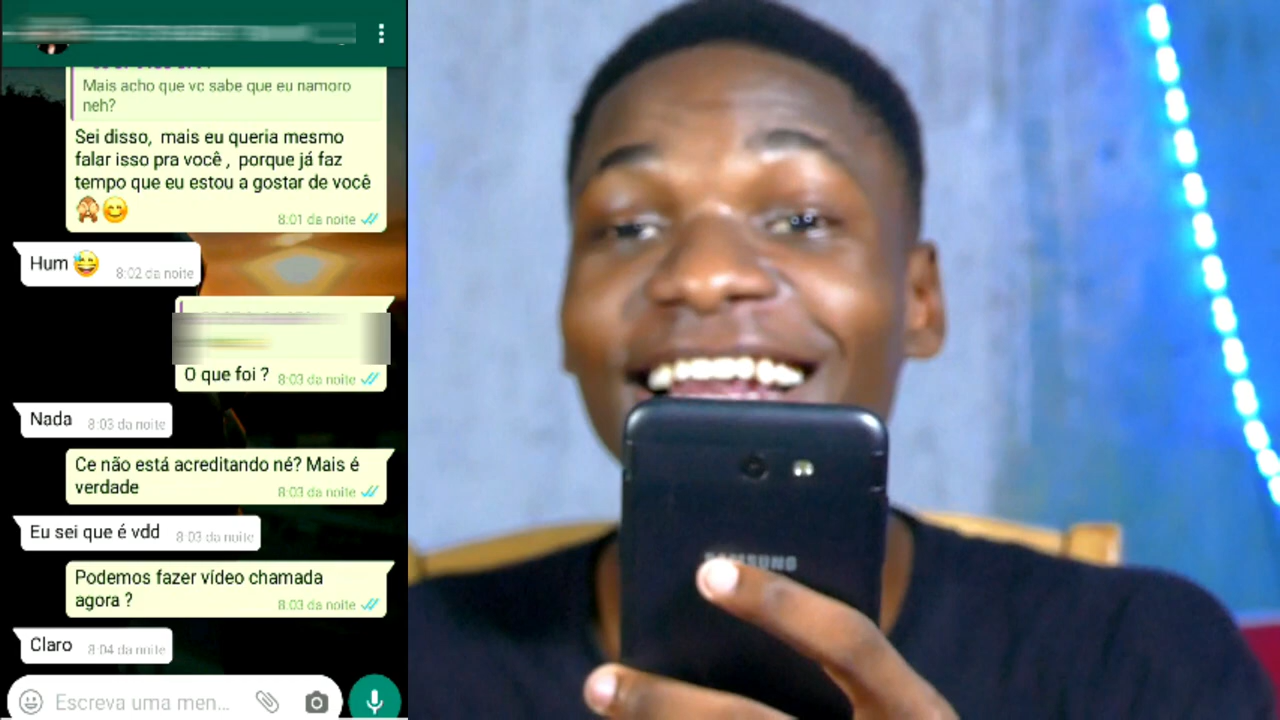 Mais acho que vc sabe que eu namoro
neh?
Sei disso, mais eu queria mesmo
falar isso pra você , porque já faz
tempo que eu estou a gostar de você
🙈😊 8:01 da noite
Hum 😅 8:02 da noite
O que foi ? 8:03 da noite
Nada 8:03 da noite
Ce não está acreditando né? Mais é
verdade 8:03 da noite
Eu sei que é vdd 8:03 da noite
Podemos fazer vídeo chamada
agora ? 8:03 da noite
Claro 8:04 da noite
Escreva uma men...
SAMSUNG